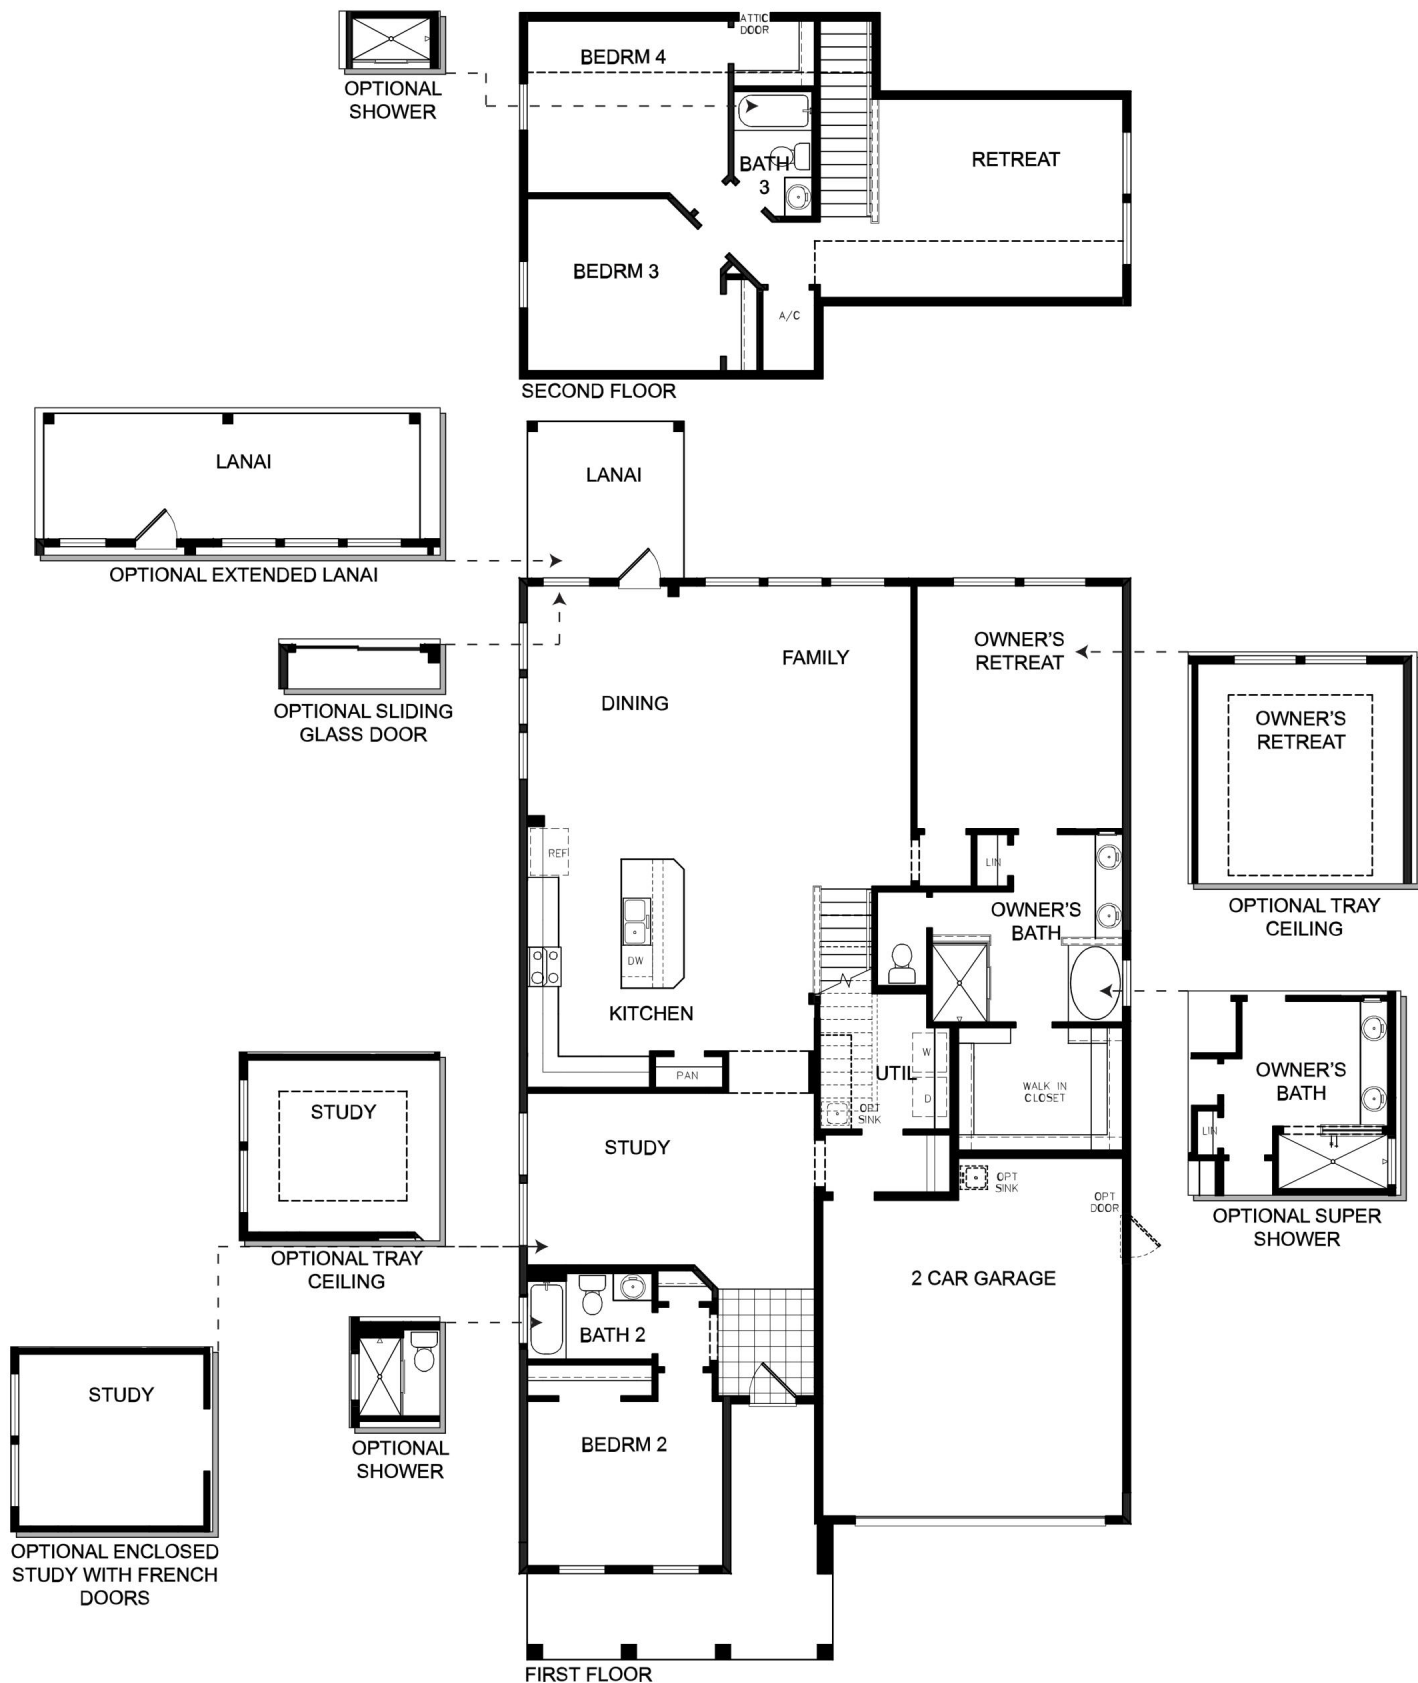 ATTIC
DOOR
BEDRM 4
OPTIONAL
SHOWER
BATH
3
RETREAT
BEDRM 3
A/C
SECOND FLOOR
LANAI
OPTIONAL EXTENDED LANAI
LANAI
OPTIONAL SLIDING
GLASS DOOR
FAMILY
DINING
OWNER'S
RETREAT
OWNER'S
RETREAT
OPTIONAL TRAY
CEILING
REF
LIN
OWNER'S
BATH
DW
KITCHEN
PAN
W
UTIL
D
OPT
SINK
WALK IN
CLOSET
OWNER'S
BATH
LIN
OPTIONAL SUPER
SHOWER
STUDY
OPTIONAL TRAY
CEILING
STUDY
OPT
SINK
OPT
DOOR
2 CAR GARAGE
BATH 2
OPTIONAL
SHOWER
STUDY
OPTIONAL ENCLOSED
STUDY WITH FRENCH
DOORS
BEDRM 2
FIRST FLOOR